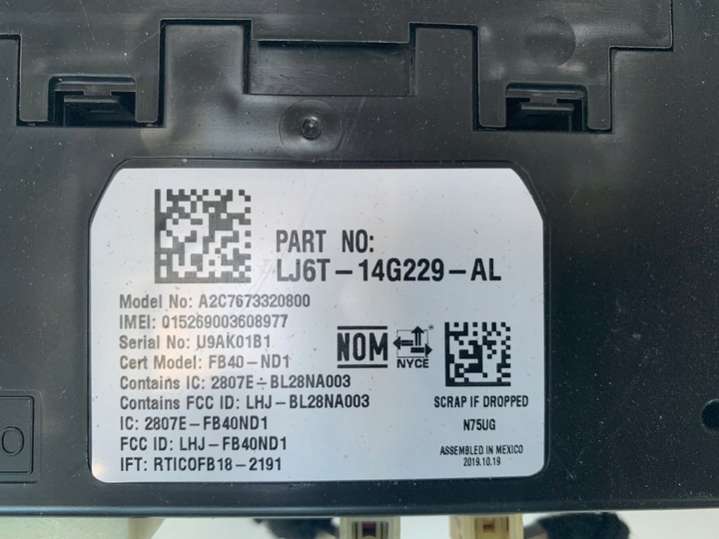 PART NO:
LJ6T-14G229-AL
Model No: A2C7673320800
IMEI: 015269003608977
Serial No: U9AK01B1
Cert Model: FB40-ND1
Contains IC: 2807E-BL28NA003
Contains FCC ID: LHJ-BL28NA003
IC: 2807E-FB40ND1
FCC ID: LHJ-FB40ND1
IFT: RTICOFB18-2191
NOM
NYCE
SCRAP IF DROPPED
N75UG
ASSEMBLED IN MEXICO
2019.10.19